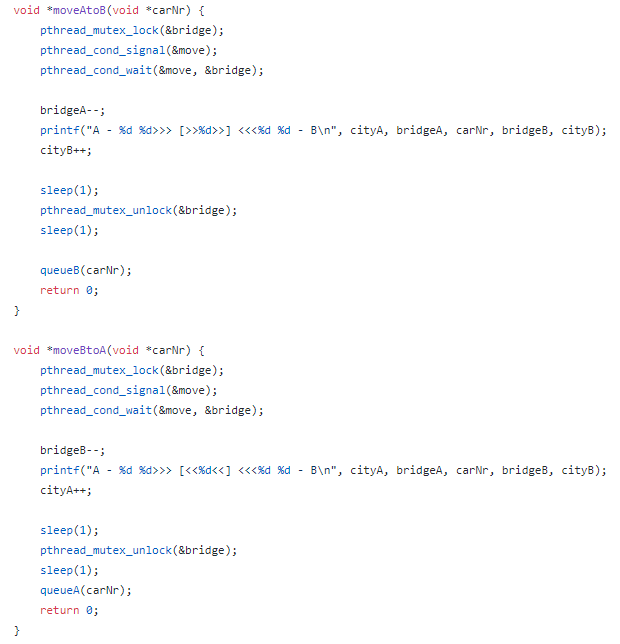 void *moveAtoB(void *carNr) {
    pthread_mutex_lock(&bridge);
    pthread_cond_signal(&move);
    pthread_cond_wait(&move, &bridge);

    bridgeA--;
    printf("A - %d %d>>> [>>%d>>] <<<%d %d - B\n", cityA, bridgeA, carNr, bridgeB, cityB);
    cityB++;

    sleep(1);
    pthread_mutex_unlock(&bridge);
    sleep(1);

    queueB(carNr);
    return 0;
}

void *moveBtoA(void *carNr) {
    pthread_mutex_lock(&bridge);
    pthread_cond_signal(&move);
    pthread_cond_wait(&move, &bridge);

    bridgeB--;
    printf("A - %d %d>>> [<<%d<<] <<<%d %d - B\n", cityA, bridgeA, carNr, bridgeB, cityB);
    cityA++;

    sleep(1);
    pthread_mutex_unlock(&bridge);
    sleep(1);
    queueA(carNr);
    return 0;
}